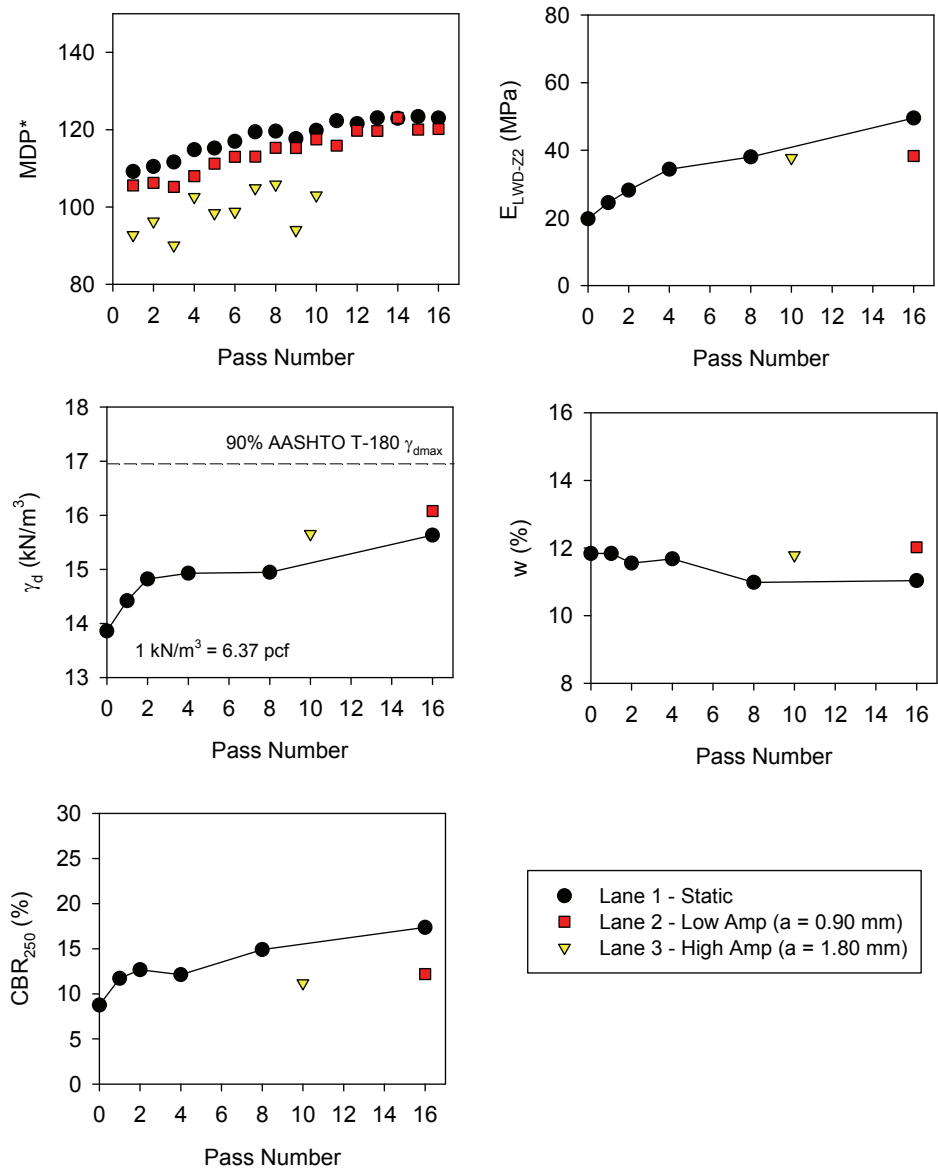 MDP*
140
120
100
80
0 2 4 6 8 10 12 14 16
Pass Number
E_LWD-Z2 (MPa)
80
60
40
20
0
0 2 4 6 8 10 12 14 16
Pass Number
γ_d (kN/m³)
18
17
16
15
14
13
90% AASHTO T-180 γ_dmax
1 kN/m³ = 6.37 pcf
0 2 4 6 8 10 12 14 16
Pass Number
w (%)
16
14
12
10
8
0 2 4 6 8 10 12 14 16
Pass Number
CBR₂₅₀ (%)
30
25
20
15
10
5
0
0 2 4 6 8 10 12 14 16
Pass Number
Lane 1 - Static
Lane 2 - Low Amp (a = 0.90 mm)
Lane 3 - High Amp (a = 1.80 mm)